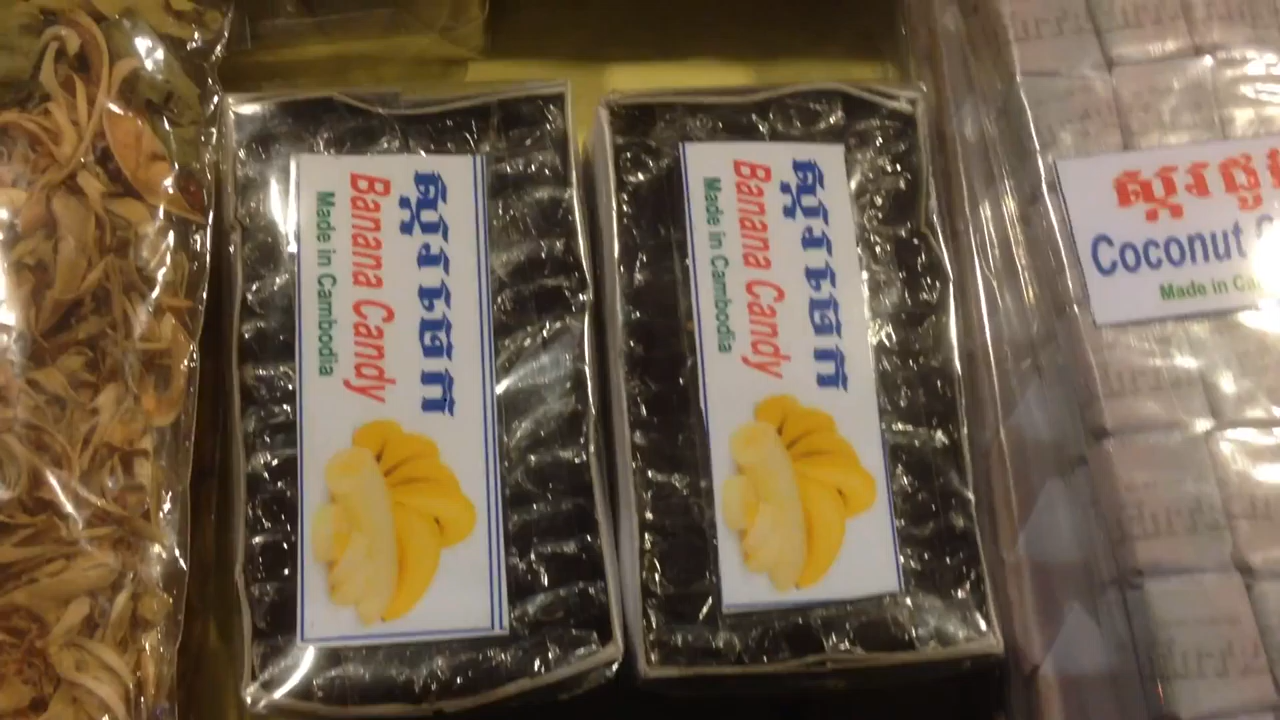 ស្ករចេក
Banana Candy
Made in Cambodia
ស្ករចេក
Banana Candy
Made in Cambodia
Coconut
Made in